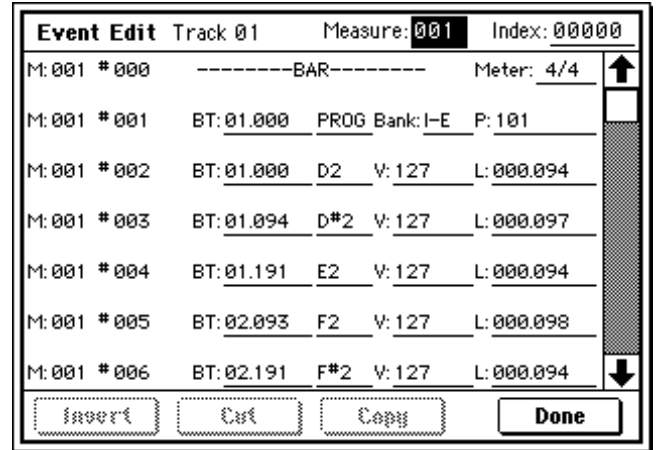 Event Edit Track 01 Measure: 001 Index: 00000
M: 001 #000 --------BAR-------- Meter: 4/4
M: 001 #001 BT: 01.000 PROG Bank: I-E P: 101
M: 001 #002 BT: 01.000 D2 V: 127 L: 000.094
M: 001 #003 BT: 01.094 D#2 V: 127 L: 000.097
M: 001 #004 BT: 01.191 E2 V: 127 L: 000.094
M: 001 #005 BT: 02.093 F2 V: 127 L: 000.098
M: 001 #006 BT: 02.191 F#2 V: 127 L: 000.094
Insert Cut Copy Done